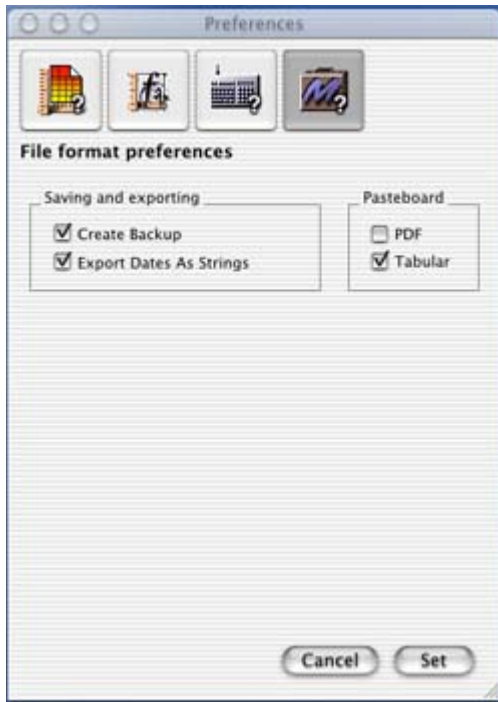 Preferences
File format preferences
Saving and exporting
Create Backup
Export Dates As Strings
Pasteboard
PDF
Tabular
Cancel
Set